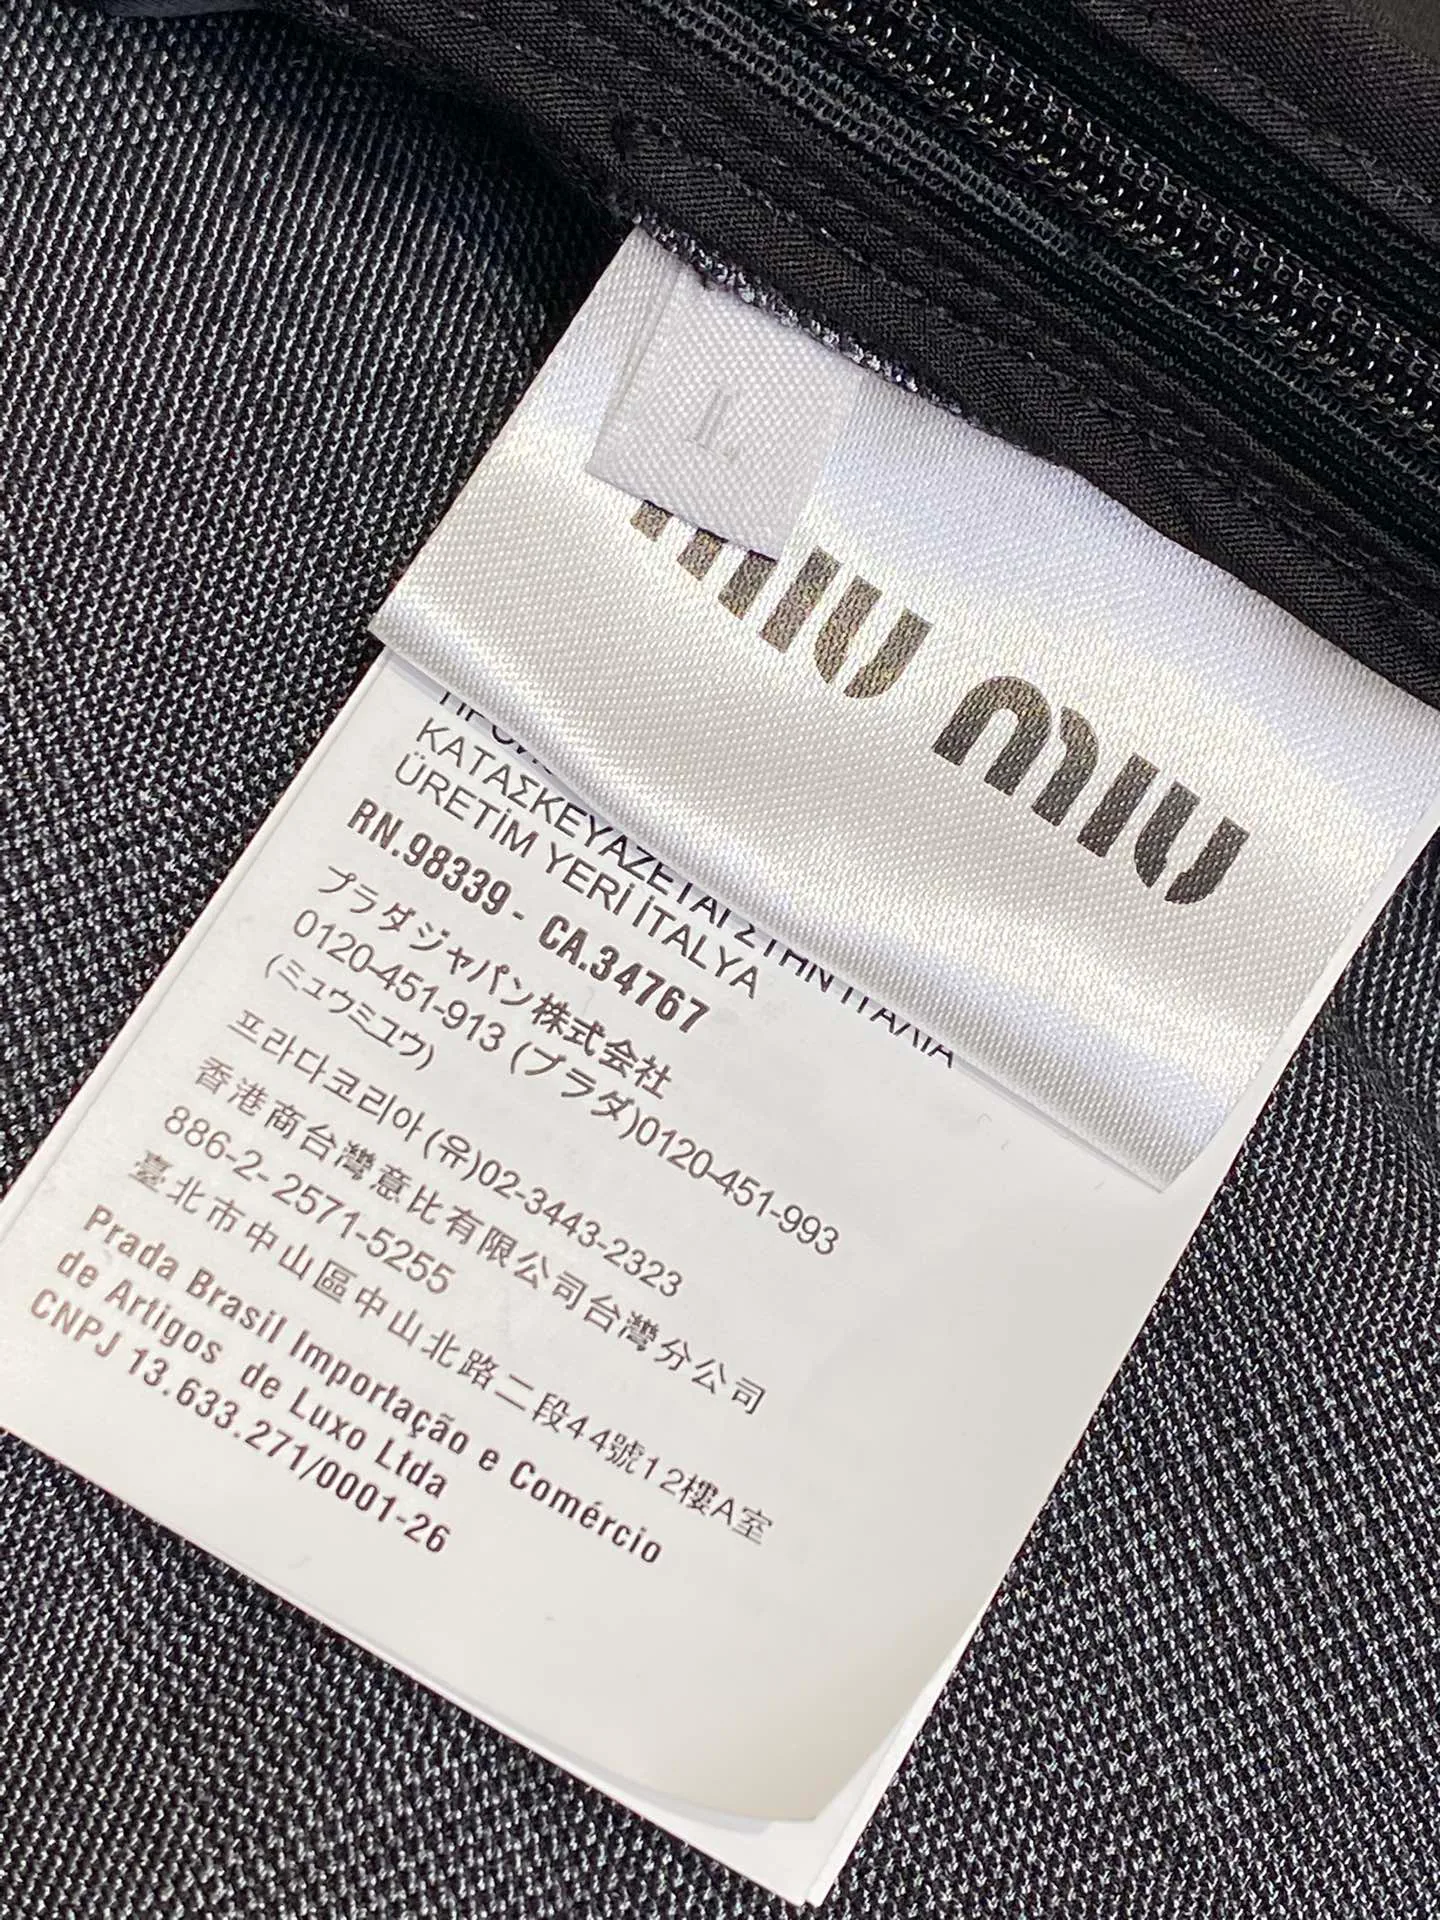 L
miu miu
ΚΑΤΑΣΚΕΥΑΖΕΤΑΙ ΣΤΗΝ ΙΤΑΛΙΑ
ÜRETİM YERİ İTALYA
RN.98339 - CA.34767
プラダジャパン株式会社
0120-451-913 (プラダ)0120-451-993
(ミュウミュウ)
프라다코리아(유)02-3443-2323
香港商台灣意比有限公司台灣分公司
886-2- 2571-5255
臺北市中山區中山北路二段44號12樓A室
Prada Brasil Importação e Comércio
de Artigos de Luxo Ltda
CNPJ 13.633.271/0001-26